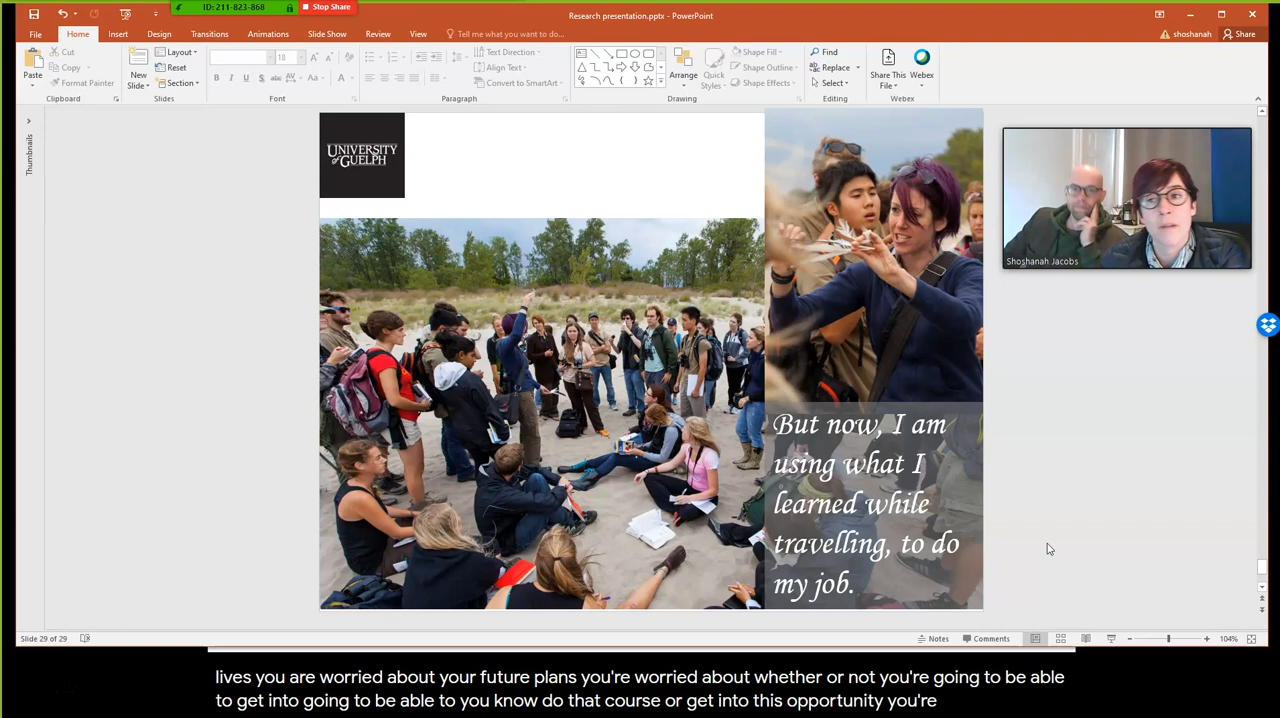 ID: 211-823-868
Stop Share
Research presentation.pptx - PowerPoint
File
Home
Insert
Design
Transitions
Animations
Slide Show
Review
View
Tell me what you want to do...
shoshanah
Share
Paste
Cut
Copy
Format Painter
Clipboard
New
Slide
Layout
Reset
Section
Slides
18
B I U S abc AV Aa A
Font
Text Direction
Align Text
Convert to SmartArt
Paragraph
Arrange
Quick
Styles
Shape Fill
Shape Outline
Shape Effects
Drawing
Find
Replace
Select
Editing
Share This
File
Webex
Webex
Thumbnails
UNIVERSITY
of GUELPH
Shoshanah Jacobs
But now, I am
using what I
learned while
travelling, to do
my job.
Slide 29 of 29
Notes
Comments
104%
lives you are worried about your future plans you're worried about whether or not you're going to be able
to get into going to be able to you know do that course or get into this opportunity you're